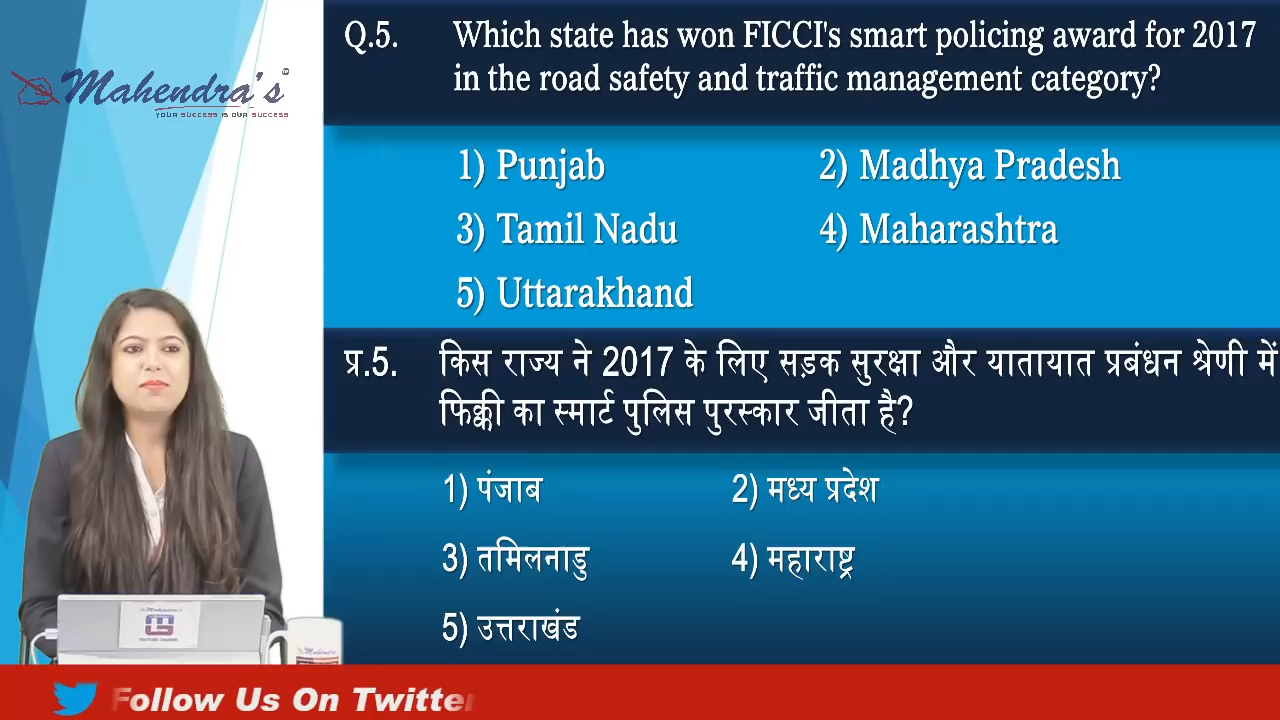 Mahendra's
YOUR SUCCESS IS OUR SUCCESS
Q.5. Which state has won FICCI's smart policing award for 2017
in the road safety and traffic management category?
1) Punjab 2) Madhya Pradesh
3) Tamil Nadu 4) Maharashtra
5) Uttarakhand
प्र.5. किस राज्य ने 2017 के लिए सड़क सुरक्षा और यातायात प्रबंधन श्रेणी में
फिक्की का स्मार्ट पुलिस पुरस्कार जीता है?
1) पंजाब 2) मध्य प्रदेश
3) तमिलनाडु 4) महाराष्ट्र
5) उत्तराखंड
Mahendra's
Mahendra's
Follow Us On Twitter